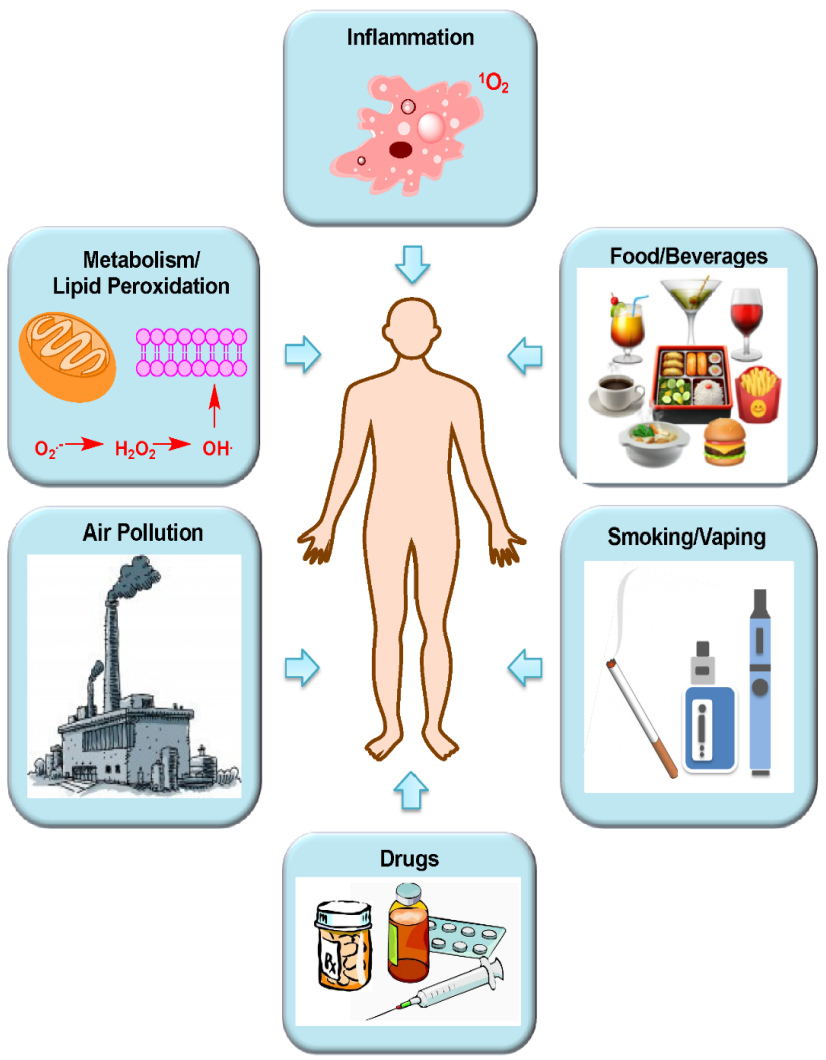 Inflammation
¹O₂
Metabolism/
Lipid Peroxidation
O₂·- H₂O₂ OH·
Food/Beverages
Air Pollution
Smoking/Vaping
Drugs
Rx